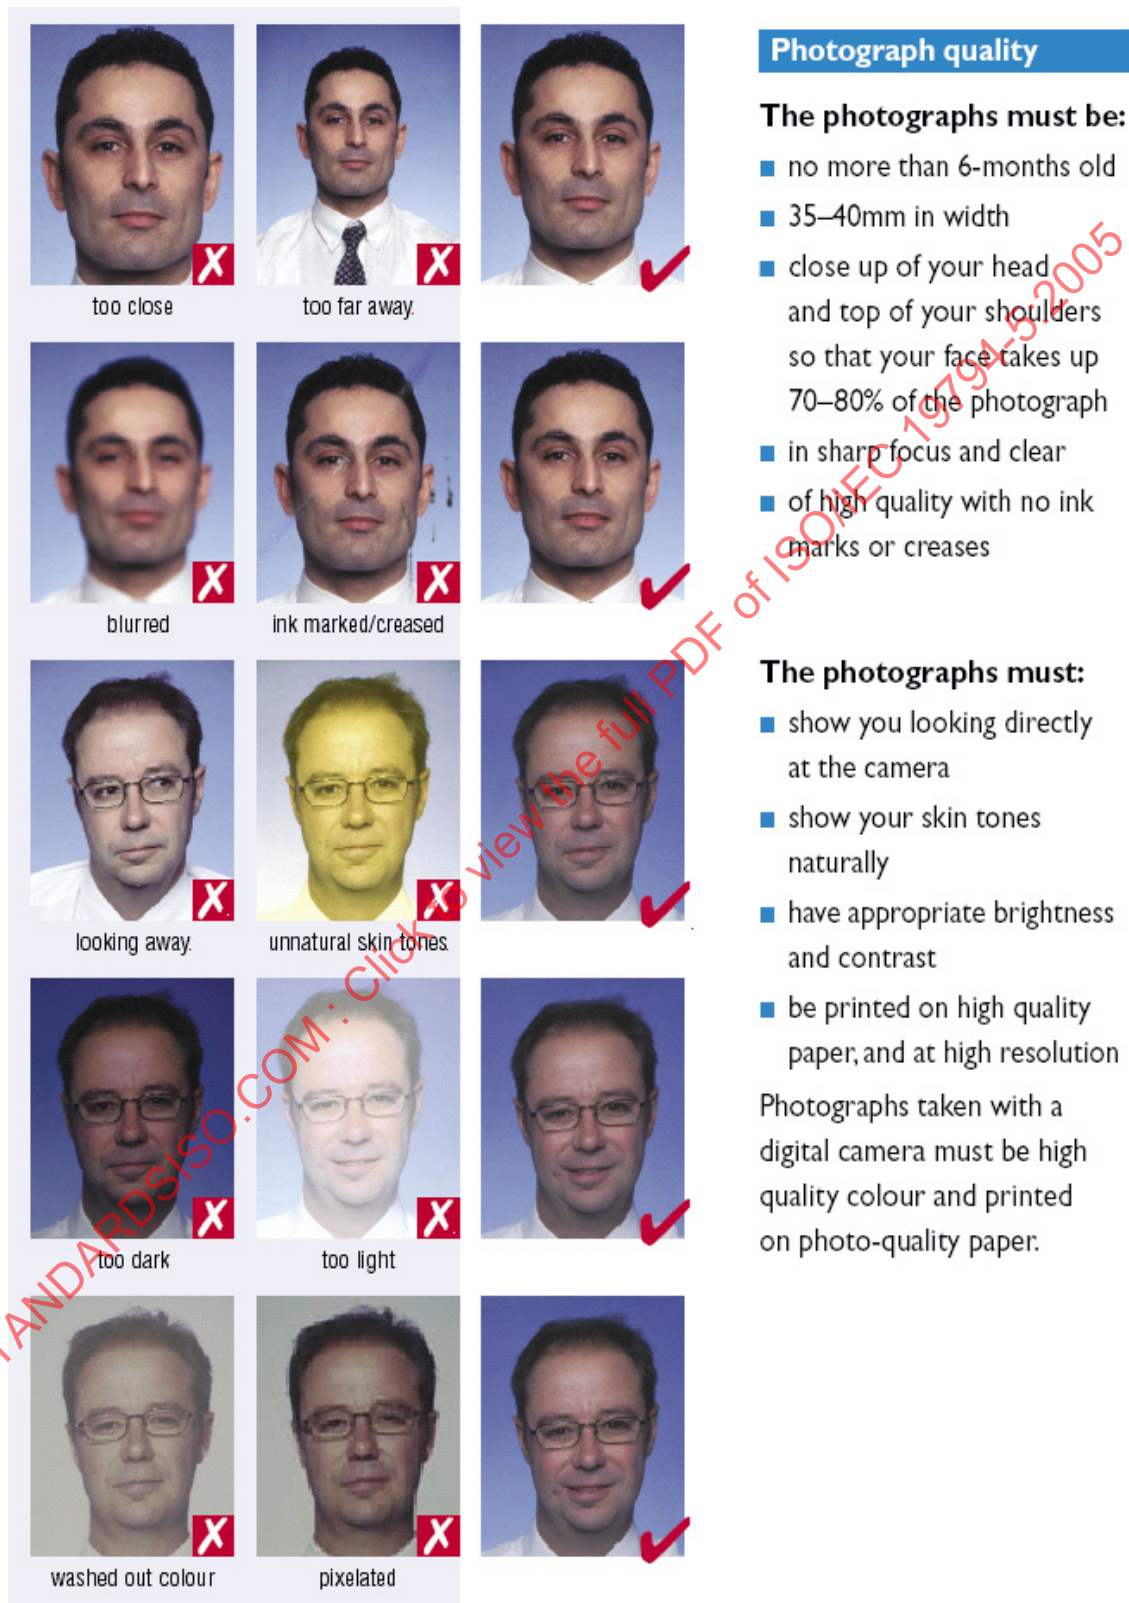 too close
too far away.
blurred
ink marked/creased
looking away.
unnatural skin tones.
too dark
too light
washed out colour
pixelated
Photograph quality
The photographs must be:
no more than 6-months old
35–40mm in width
close up of your head
and top of your shoulders
so that your face takes up
70–80% of the photograph
in sharp focus and clear
of high quality with no ink
marks or creases
The photographs must:
show you looking directly
at the camera
show your skin tones
naturally
have appropriate brightness
and contrast
be printed on high quality
paper, and at high resolution
Photographs taken with a
digital camera must be high
quality colour and printed
on photo-quality paper.
TANDARDSISO.COM : Click to view the full PDF of ISO/IEC 19794-5:2005